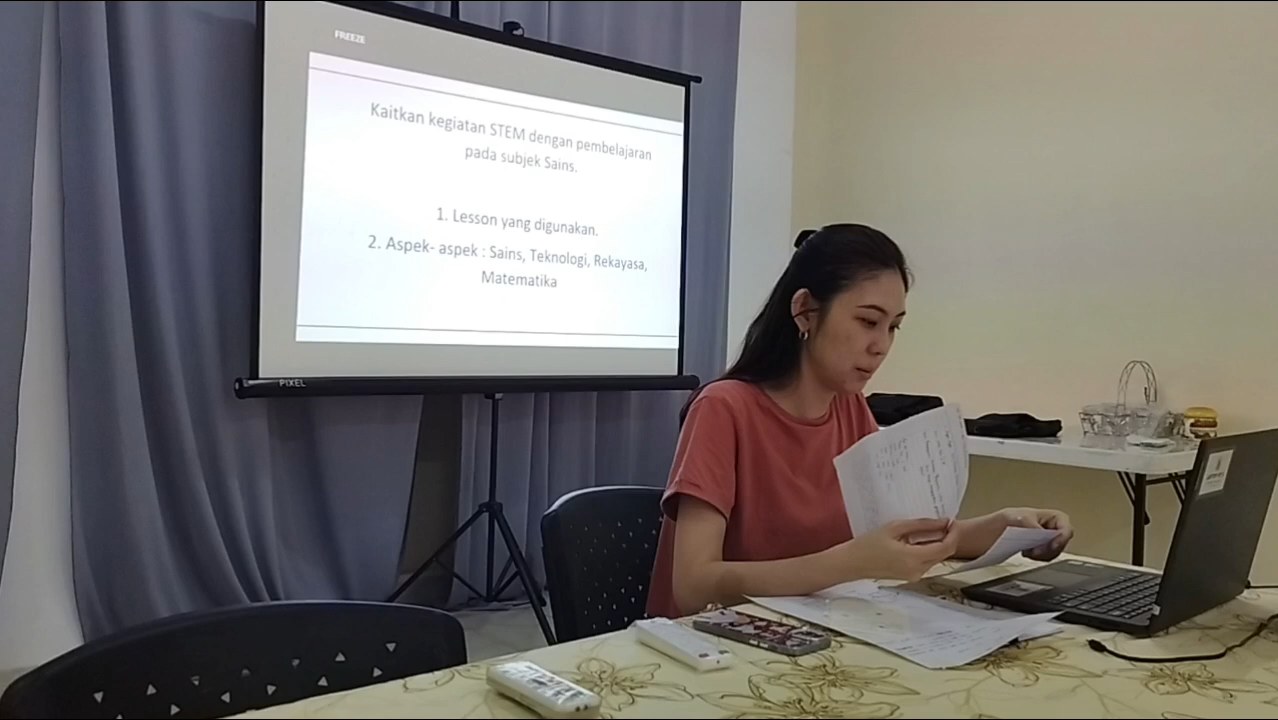 FREEZE
Kaitkan kegiatan STEM dengan pembelajaran
pada subjek Sains.
1. Lesson yang digunakan.
2. Aspek- aspek : Sains, Teknologi, Rekayasa,
Matematika
PIXEL